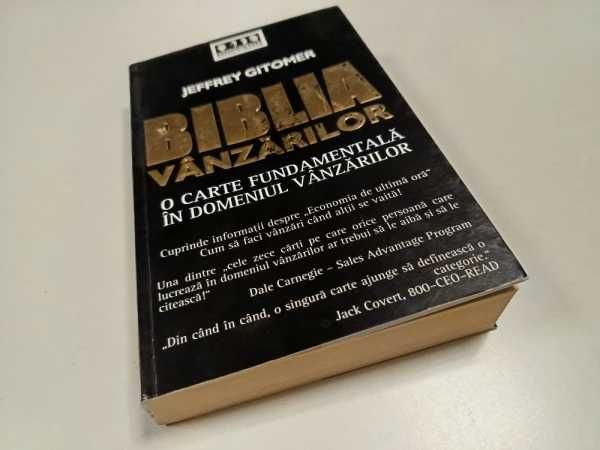 JEFFREY GITOMER
BIBLIA
VÂNZĂRILOR
O CARTE FUNDAMENTALĂ
ÎN DOMENIUL VÂNZĂRILOR
Cuprinde informații despre „Economia de ultimă oră“
Cum să faci vânzări când alții se vaită!
Una dintre „cele zece cărți pe care orice persoană care
lucrează în domeniul vânzărilor ar trebui să le aibă și să le
citească!“
Dale Carnegie – Sales Advantage Program
„Din când în când, o singură carte ajunge să definească o
categorie.“
Jack Covert, 800-CEO-READ